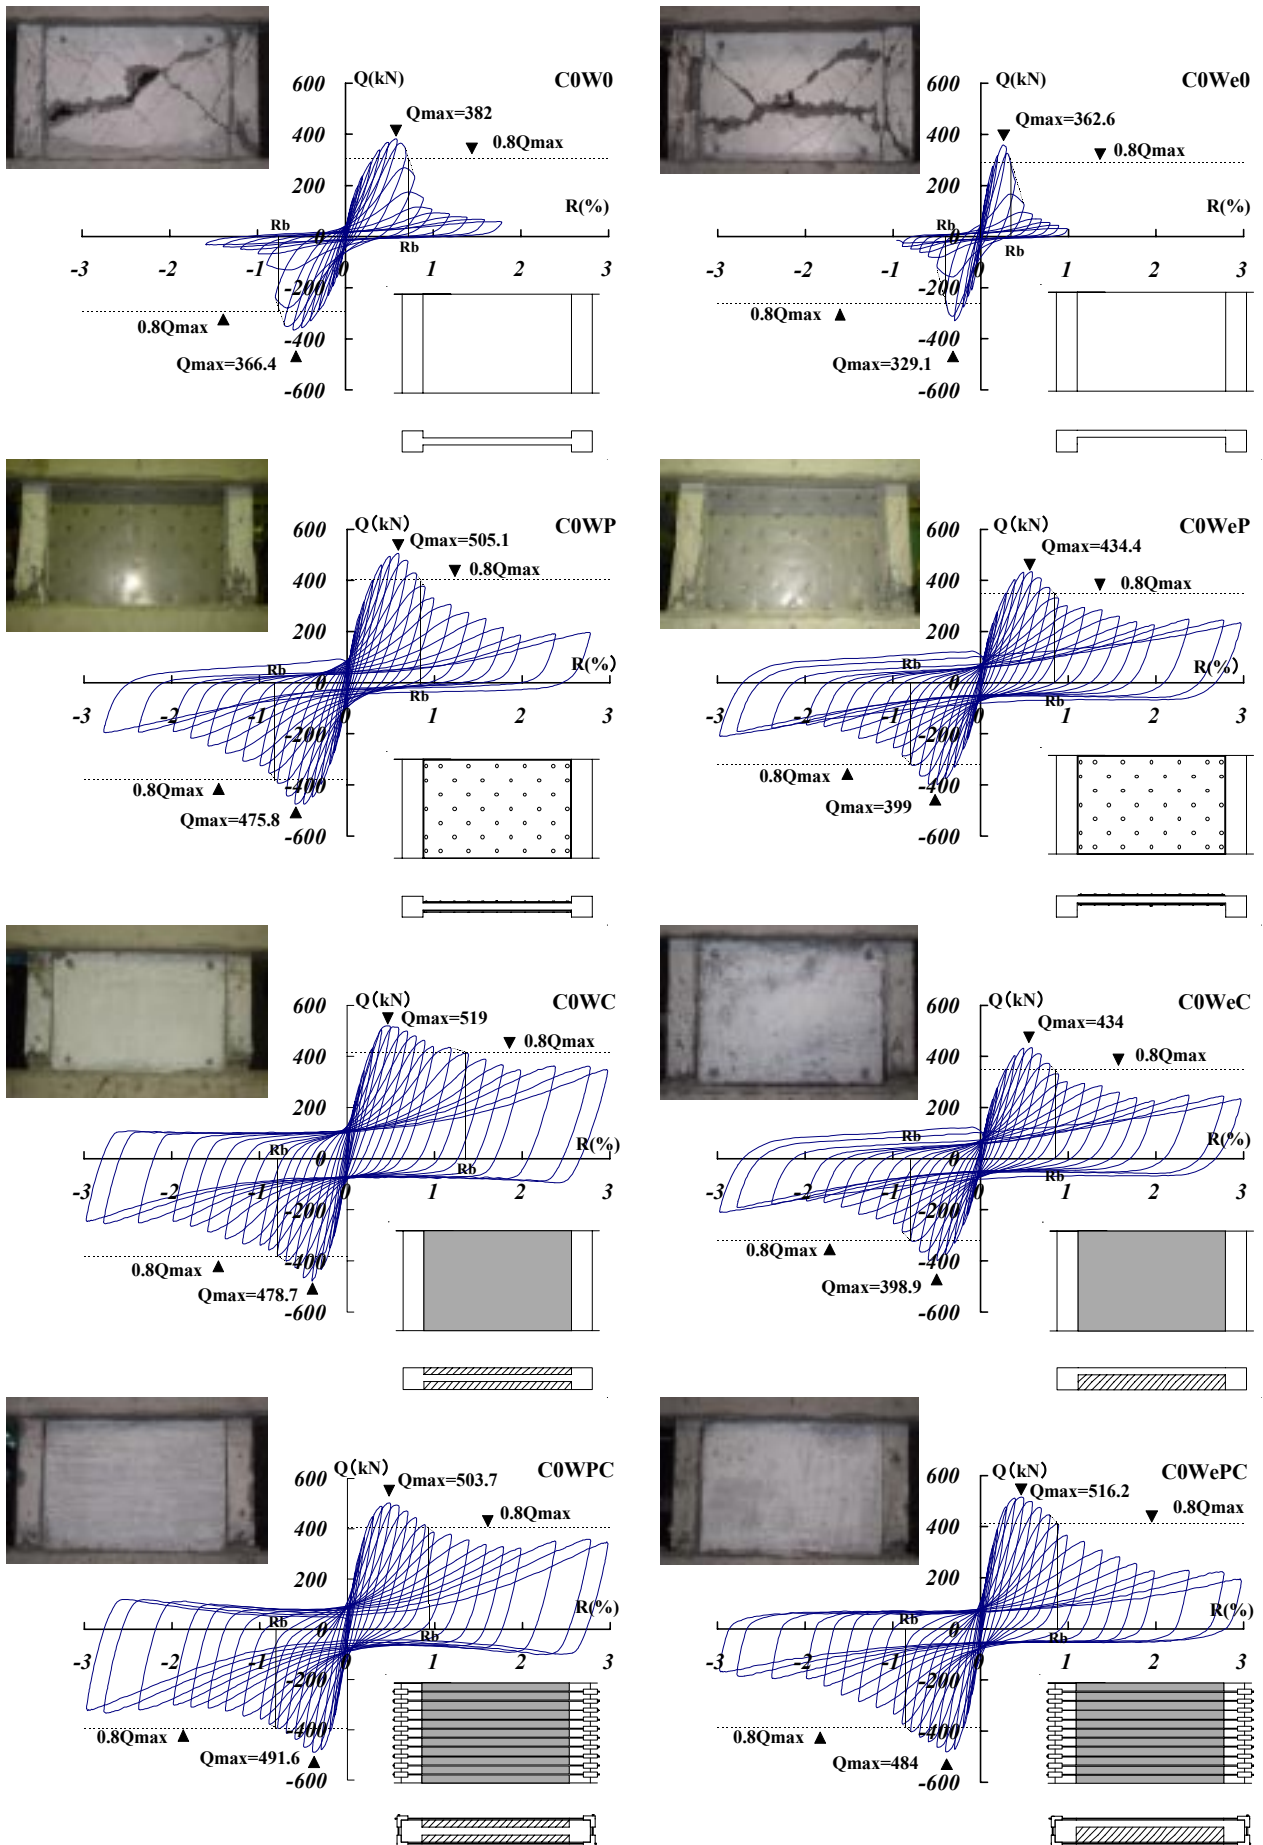 Q(kN) C0W0
600
Qmax=382
400 0.8Qmax
200
R(%)
Rb
0 Rb
-3 -2 -1 0 1 2 3
-200
0.8Qmax
-400
Qmax=366.4
-600
Q(kN) C0We0
600
Qmax=362.6
400 0.8Qmax
200
R(%)
Rb
0 Rb
-3 -2 -1 0 1 2 3
-200
0.8Qmax
-400
Qmax=329.1
-600
Q(kN) C0WP
600
Qmax=505.1
0.8Qmax
400
200
Rb R(%)
0 Rb
-3 -2 -1 0 1 2 3
-200
0.8Qmax -400
Qmax=475.8
-600
Q(kN) C0WeP
600
Qmax=434.4
400 0.8Qmax
200
Rb R(%)
0 Rb
-3 -2 -1 0 1 2 3
-200
0.8Qmax -400
Qmax=399
-600
Q(kN) C0WC
600
Qmax=519
0.8Qmax
400
200
Rb R(%)
0 Rb
-3 -2 -1 0 1 2 3
-200
0.8Qmax -400
Qmax=478.7
-600
Q(kN) C0WeC
600
Qmax=434
400 0.8Qmax
200
Rb R(%)
0 Rb
-3 -2 -1 0 1 2 3
-200
0.8Qmax -400
Qmax=398.9
-600
Q(kN) C0WPC
600 Qmax=503.7
0.8Qmax
400
200
R(%)
Rb
0 Rb
-3 -2 -1 0 1 2 3
-200
-400
0.8Qmax
Qmax=491.6
-600
Q(kN) C0WePC
600
Qmax=516.2 0.8Qmax
400
200
R(%)
Rb
0 Rb
-3 -2 -1 0 1 2 3
-200
0.8Qmax -400
Qmax=484
-600